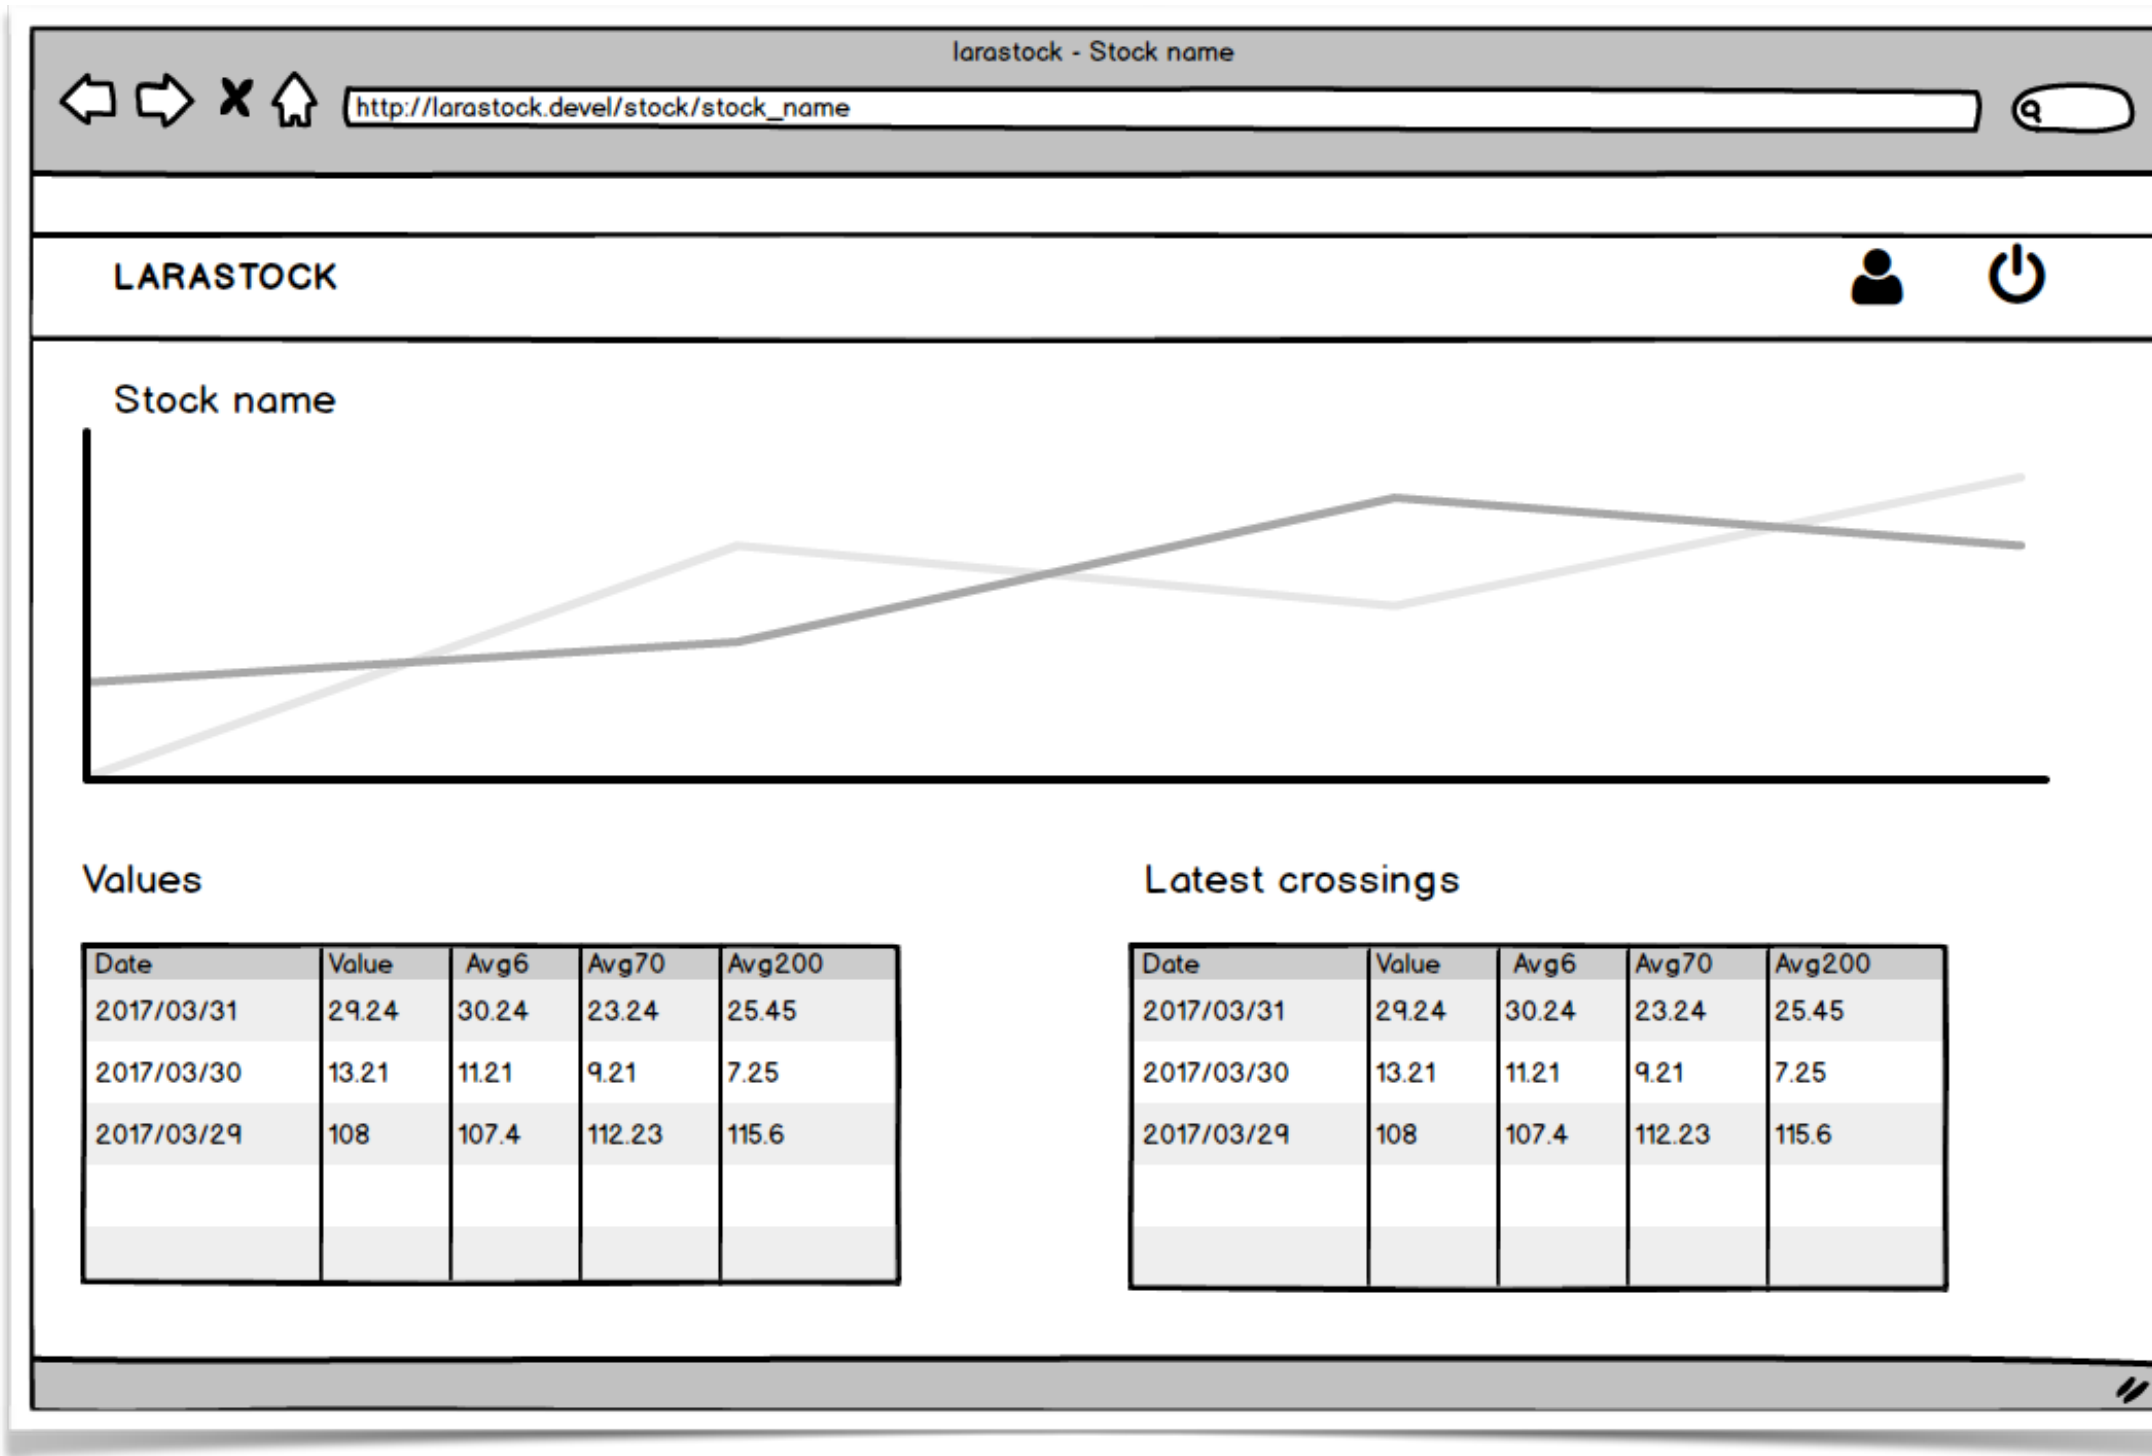 larastock - Stock name
http://larastock.devel/stock/stock_name
LARASTOCK
Stock name
Values
Date Value Avg6 Avg70 Avg200
2017/03/31 29.24 30.24 23.24 25.45
2017/03/30 13.21 11.21 9.21 7.25
2017/03/29 108 107.4 112.23 115.6
Latest crossings
Date Value Avg6 Avg70 Avg200
2017/03/31 29.24 30.24 23.24 25.45
2017/03/30 13.21 11.21 9.21 7.25
2017/03/29 108 107.4 112.23 115.6